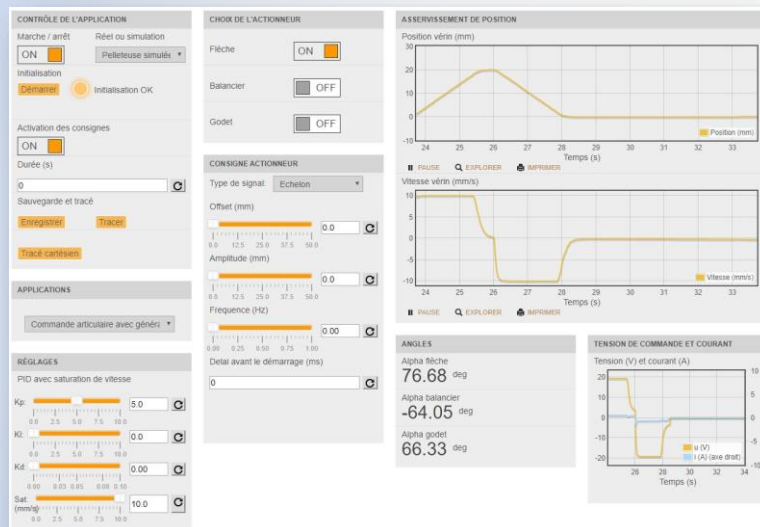 CONTRÔLE DE L'APPLICATION
Marche / arrêt Réel ou simulation
ON Pelleteuse simulée
Initialisation
Démarrer Initialisation OK
Activation des consignes
ON
Durée (s)
0
Sauvegarde et tracé
Enregistrer Tracer
Tracé cartésien
APPLICATIONS
Commande articulaire avec généra
RÉGLAGES
PID avec saturation de vitesse
Kp: 5.0
0.0 2.5 5.0 7.5 10.0
Ki: 0.0
0.0 2.5 5.0 7.5 10.0
Kd: 0.00
0.00 0.03 0.05 0.08 0.10
Sat. 10.0
(mm/s)
0.0 2.5 5.0 7.5 10.0
CHOIX DE L'ACTIONNEUR
Flèche ON
Balancier OFF
Godet OFF
CONSIGNE ACTIONNEUR
Type de signal: Echelon
Offset (mm)
0.0
0.0 12.5 25.0 37.5 50.0
Amplitude (mm)
0.0
0.0 12.5 25.0 37.5 50.0
Frequence (Hz)
0.00
0.00 0.25 0.50 0.75 1.00
Delai avant le démarrage (ms)
0
ASSERVISSEMENT DE POSITION
Position vérin (mm)
30
20
10
0
-10
Position (mm)
24 25 26 27 28 29 30 31 32 33
Temps (s)
PAUSE EXPLORER IMPRIMER
Vitesse vérin (mm/s)
10
5
0
-5
-10
Vitesse (mm/s)
24 25 26 27 28 29 30 31 32 33
Temps (s)
PAUSE EXPLORER IMPRIMER
ANGLES
Alpha flèche
76.68 deg
Alpha balancier
-64.05 deg
Alpha godet
66.33 deg
TENSION DE COMMANDE ET COURANT
Tension (V) et courant (A)
20
10
0
-10
-20
10
5
0
-5
-10
u (V)
i (A) (axe droit)
26 28 30 32 34
Temps (s)